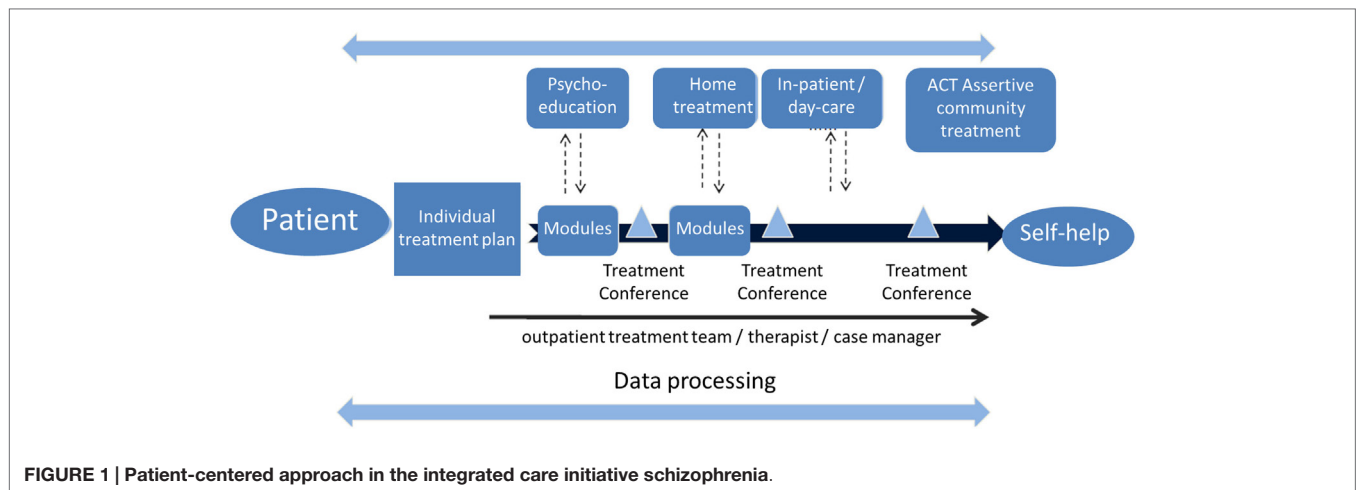 Psycho-
education
Home
treatment
In-patient /
day-care
ACT Assertive
community
treatment
Patient
Individual
treatment plan
Modules
Modules
Self-help
Treatment
Conference
Treatment
Conference
Treatment
Conference
outpatient treatment team / therapist / case manager
Data processing
FIGURE 1 | Patient-centered approach in the integrated care initiative schizophrenia.